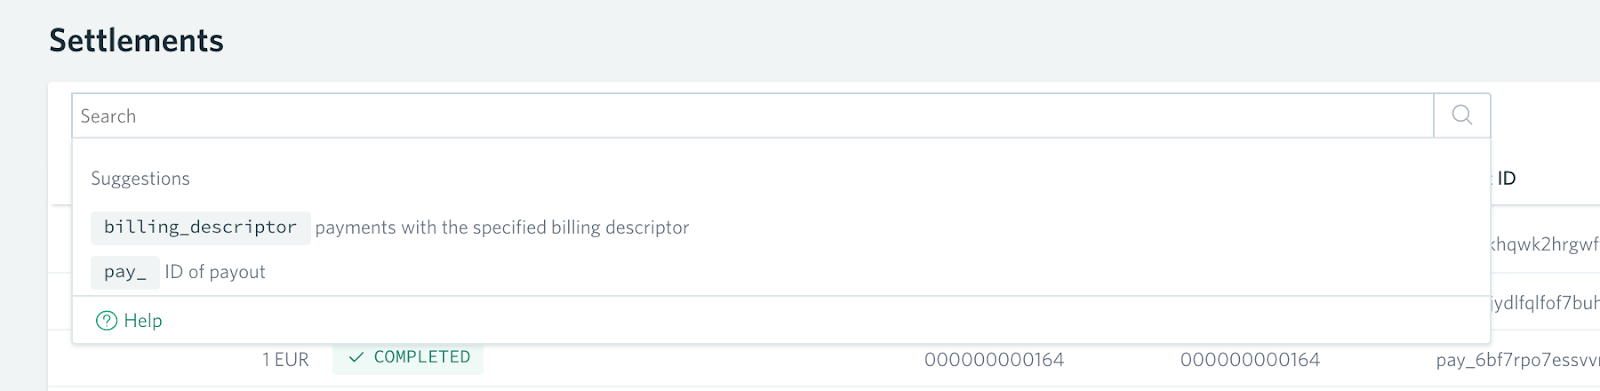 Settlements
Search
Suggestions
ID
billing_descriptor payments with the specified billing descriptor
khqwk2hrgwf
pay_ ID of payout
jydlfqlfof7buh
Help
1 EUR COMPLETED 000000000164 000000000164 pay_6bf7rpo7essvv